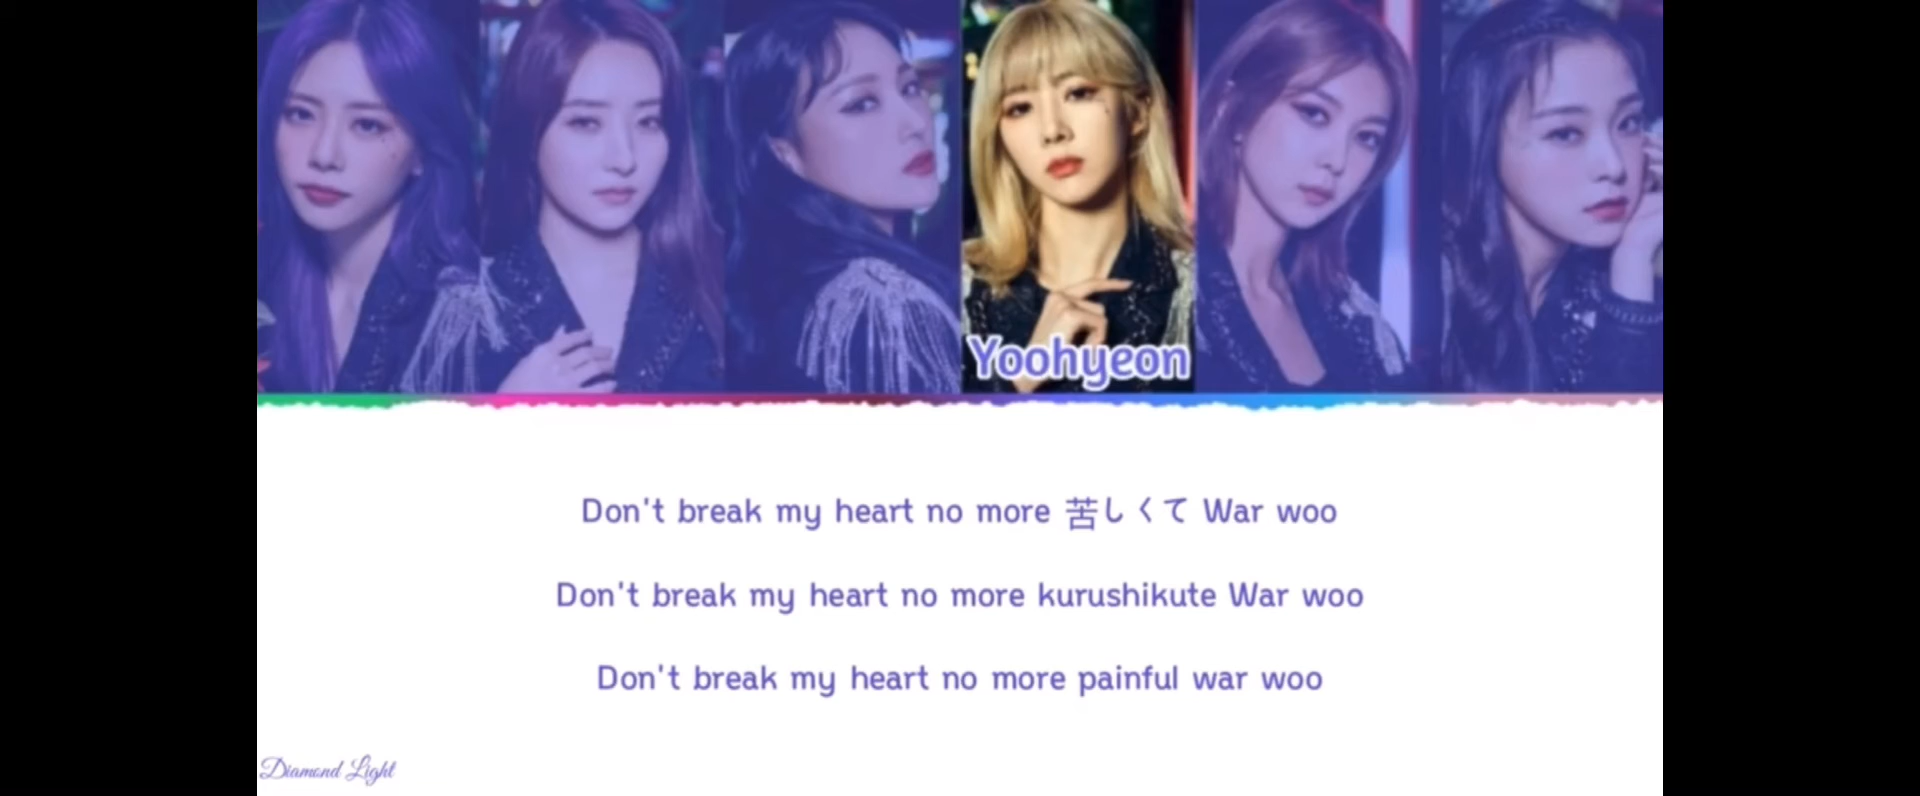 Yoohyeon
Don't break my heart no more 苦しくて War woo
Don't break my heart no more kurushikute War woo
Don't break my heart no more painful war woo
Diamond Light